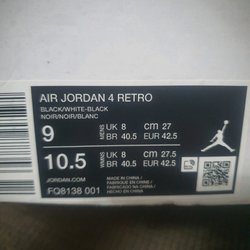 AIR JORDAN 4 RETRO
BLACK/WHITE-BLACK
NOIR/NOIR/BLANC
9 MENS UK 8 CM 27
BR 40.5 EUR 42.5
10.5 WMNS UK 8 CM 27.5
BR 40.5 EUR 42.5
FQ8138 001
MADE IN CHINA
FABRIQUÉ EN CHINE
FABRICADO EN CHINA
HECHO EN CHINA